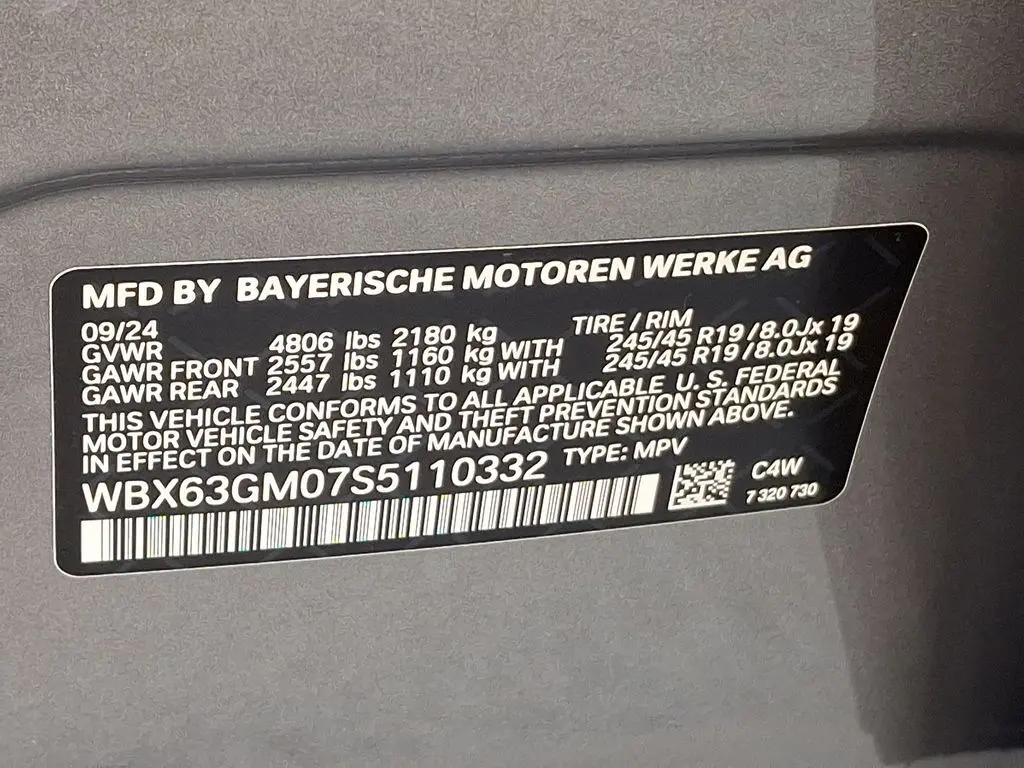 MFD BY BAYERISCHE MOTOREN WERKE AG
09/24 TIRE / RIM
GVWR 4806 lbs 2180 kg
GAWR FRONT 2557 lbs 1160 kg WITH 245/45 R19 /8.0Jx 19
GAWR REAR 2447 lbs 1110 kg WITH 245/45 R19 /8.0Jx 19
THIS VEHICLE CONFORMS TO ALL APPLICABLE U. S. FEDERAL
MOTOR VEHICLE SAFETY AND THEFT PREVENTION STANDARDS
IN EFFECT ON THE DATE OF MANUFACTURE SHOWN ABOVE.
WBX63GM07S5110332 TYPE: MPV
C4W
7 320 730